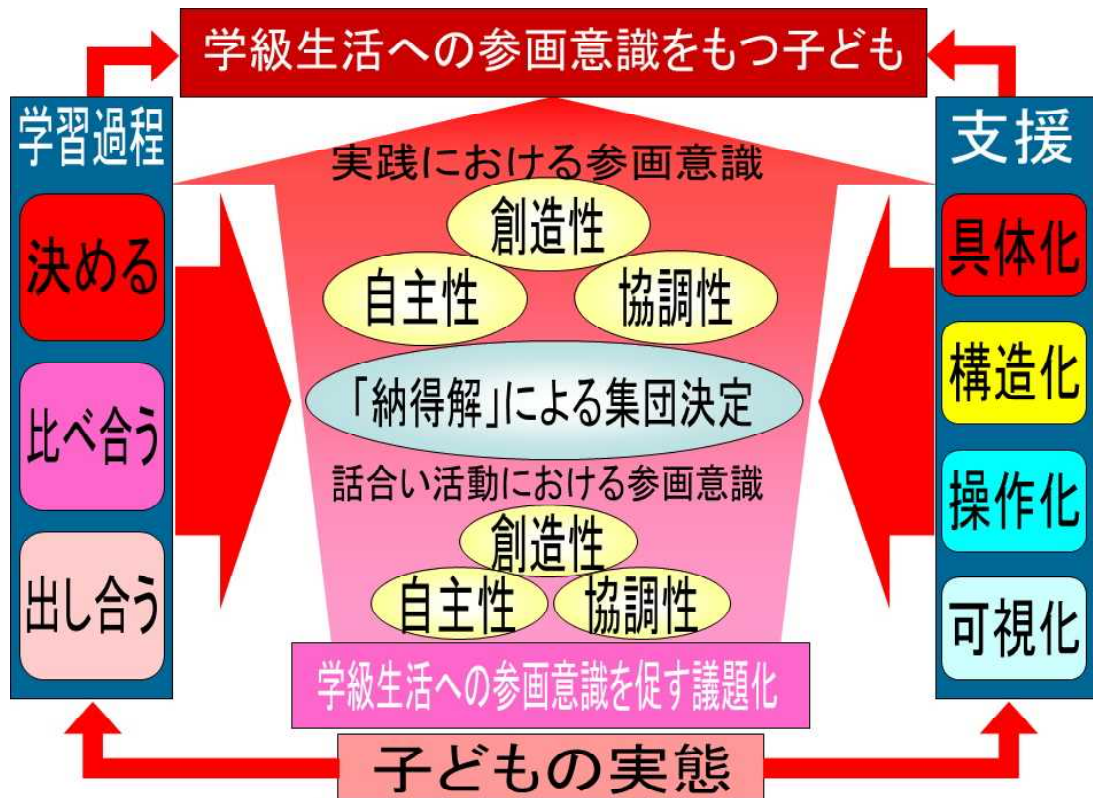 学級生活への参画意識をもつ子ども
学習過程
決める
比べ合う
出し合う
実践における参画意識
創造性
自主性
協調性
「納得解」による集団決定
話合い活動における参画意識
創造性
自主性
協調性
学級生活への参画意識を促す議題化
支援
具体化
構造化
操作化
可視化
子どもの実態